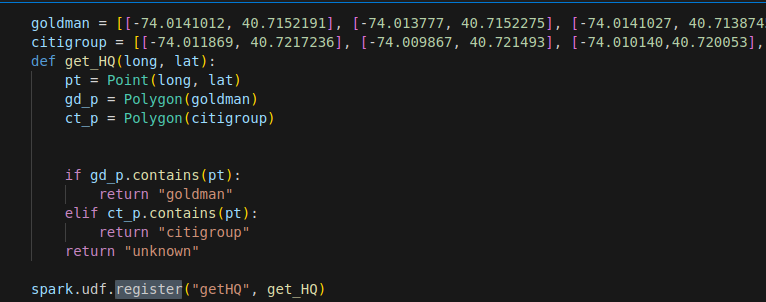 goldman = [[-74.0141012, 40.7152191], [-74.013777, 40.7152275], [-74.0141027, 40.713874
citigroup = [[-74.011869, 40.7217236], [-74.009867, 40.721493], [-74.010140,40.720053],
def get_HQ(long, lat):
    pt = Point(long, lat)
    gd_p = Polygon(goldman)
    ct_p = Polygon(citigroup)
    if gd_p.contains(pt):
        return "goldman"
    elif ct_p.contains(pt):
        return "citigroup"
    return "unknown"
spark.udf.register("getHQ", get_HQ)